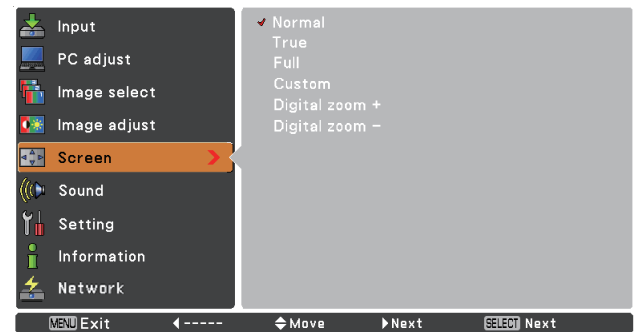 Input
PC adjust
Image select
Image adjust
Screen
Sound
Setting
Information
Network
Normal
True
Full
Custom
Digital zoom +
Digital zoom –
MENU Exit ◀ ----- ◆ Move ▶ Next SELECT Next